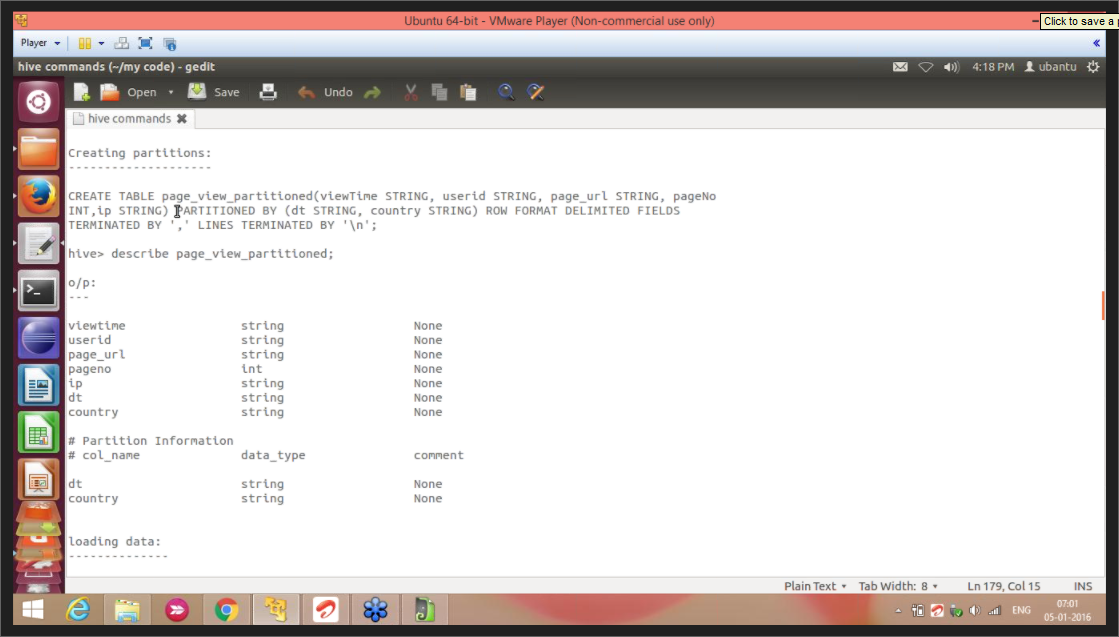 Ubuntu 64-bit - VMware Player (Non-commercial use only)
Click to save a
Player
hive commands (~/my code) - gedit
4:18 PM
ubantu
Open
Save
Undo
hive commands
Creating partitions:
--------------------
CREATE TABLE page_view_partitioned(viewTime STRING, userid STRING, page_url STRING, pageNo
INT,ip STRING) PARTITIONED BY (dt STRING, country STRING) ROW FORMAT DELIMITED FIELDS
TERMINATED BY ',' LINES TERMINATED BY '\n';
hive> describe page_view_partitioned;
o/p:
---
viewtime string None
userid string None
page_url string None
pageno int None
ip string None
dt string None
country string None
# Partition Information
# col_name data_type comment
dt string None
country string None
loading data:
--------------
Plain Text Tab Width: 8 Ln 179, Col 15 INS
ENG
07:01
05-01-2016